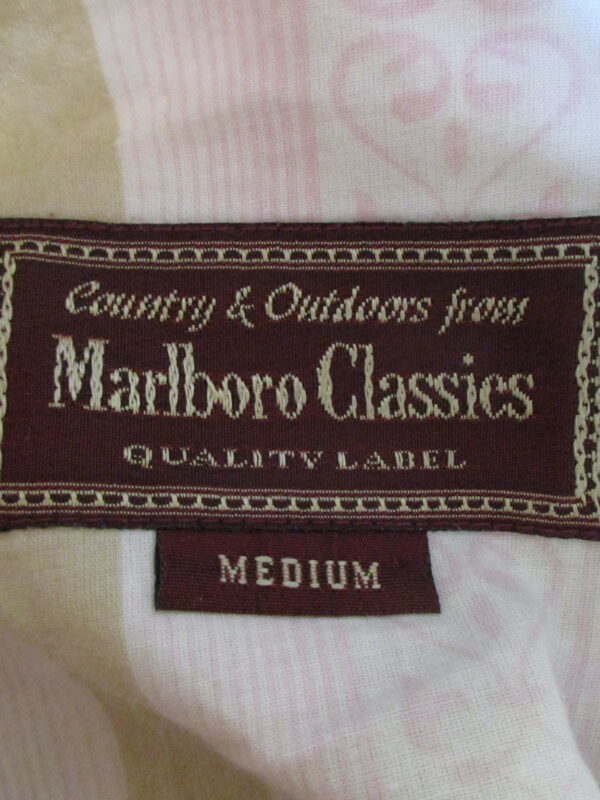 Country & Outdoors from
Marlboro Classics
QUALITY LABEL
MEDIUM